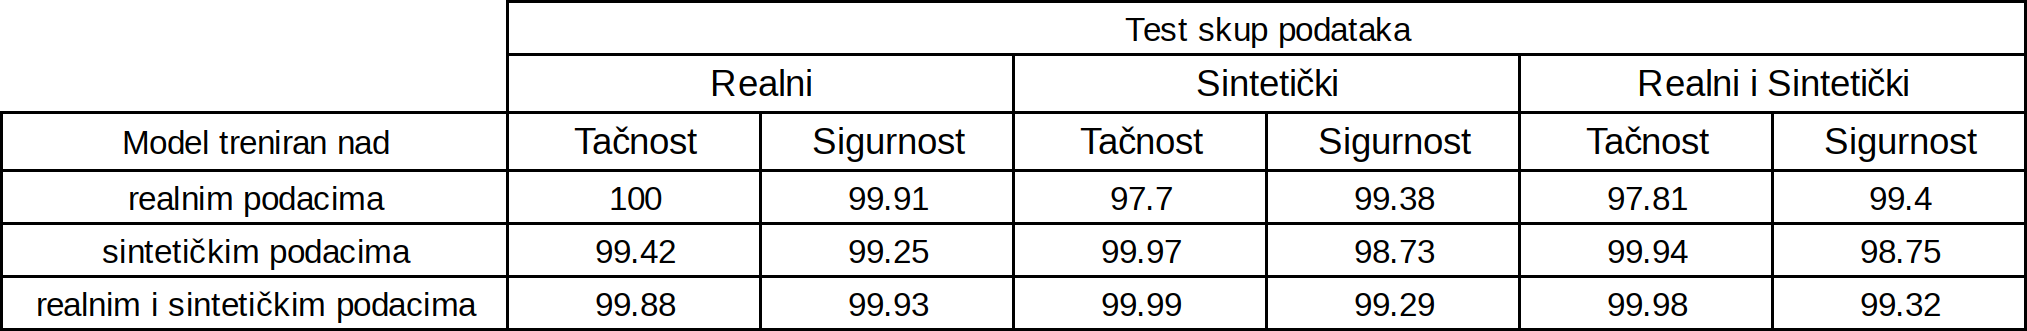 Test skup podataka
Realni Sintetički Realni i Sintetički
Model treniran nad Tačnost Sigurnost Tačnost Sigurnost Tačnost Sigurnost
realnim podacima 100 99.91 97.7 99.38 97.81 99.4
sintetičkim podacima 99.42 99.25 99.97 98.73 99.94 98.75
realnim i sintetičkim podacima 99.88 99.93 99.99 99.29 99.98 99.32